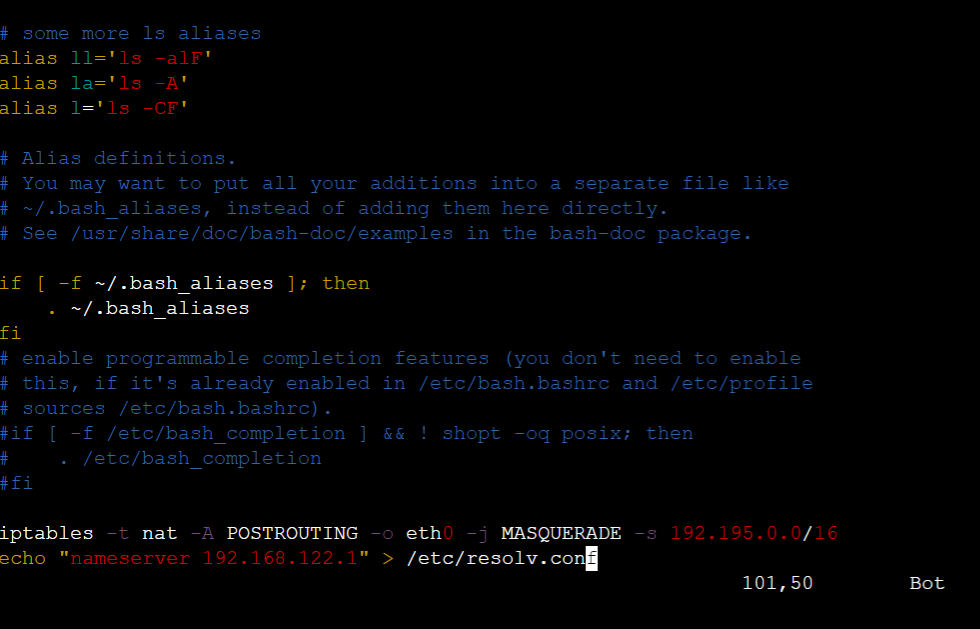 # some more ls aliases
alias ll='ls -alF'
alias la='ls -A'
alias l='ls -CF'
# Alias definitions.
# You may want to put all your additions into a separate file like
# ~/.bash_aliases, instead of adding them here directly.
# See /usr/share/doc/bash-doc/examples in the bash-doc package.
if [ -f ~/.bash_aliases ]; then
    . ~/.bash_aliases
fi
# enable programmable completion features (you don't need to enable
# this, if it's already enabled in /etc/bash.bashrc and /etc/profile
# sources /etc/bash.bashrc).
#if [ -f /etc/bash_completion ] && ! shopt -oq posix; then
#    . /etc/bash_completion
#fi
iptables -t nat -A POSTROUTING -o eth0 -j MASQUERADE -s 192.195.0.0/16
echo "nameserver 192.168.122.1" > /etc/resolv.conf
101,50 Bot